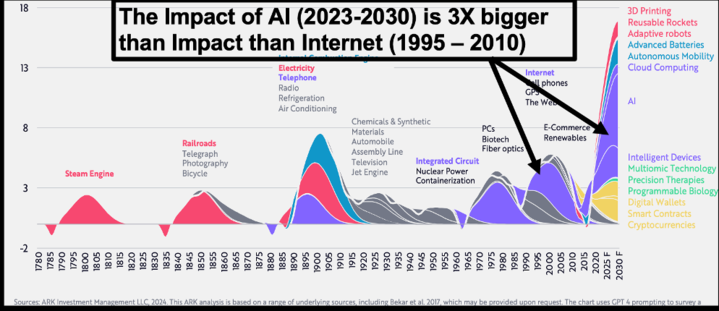 The Impact of AI (2023-2030) is 3X bigger
than Impact than Internet (1995 – 2010)
18
13
8
3
-2
Steam Engine
Railroads
Telegraph
Photography
Bicycle
Electricity
Telephone
Radio
Refrigeration
Air Conditioning
Chemicals & Synthetic
Materials
Automobile
Assembly Line
Television
Jet Engine
Integrated Circuit
Nuclear Power
Containerization
PCs
Biotech
Fiber optics
Internet
Cell phones
GPS
The Web
E-Commerce
Renewables
3D Printing
Reusable Rockets
Adaptive robots
Advanced Batteries
Autonomous Mobility
Cloud Computing
AI
Intelligent Devices
Multiomic Technology
Precision Therapies
Programmable Biology
Digital Wallets
Smart Contracts
Cryptocurrencies
1780
1785
1790
1795
1800
1805
1810
1815
1820
1825
1830
1835
1840
1845
1850
1855
1860
1865
1870
1875
1880
1885
1890
1895
1900
1905
1910
1915
1920
1925
1930
1935
1940
1945
1950
1955
1960
1965
1970
1975
1980
1985
1990
1995
2000
2005
2010
2015
2020
2025 F
2030 F
Sources: ARK Investment Management LLC, 2024. This ARK analysis is based on a range of underlying sources, including Bekar et al. 2017, which may be provided upon request. The chart uses GPT 4 prompting to survey a